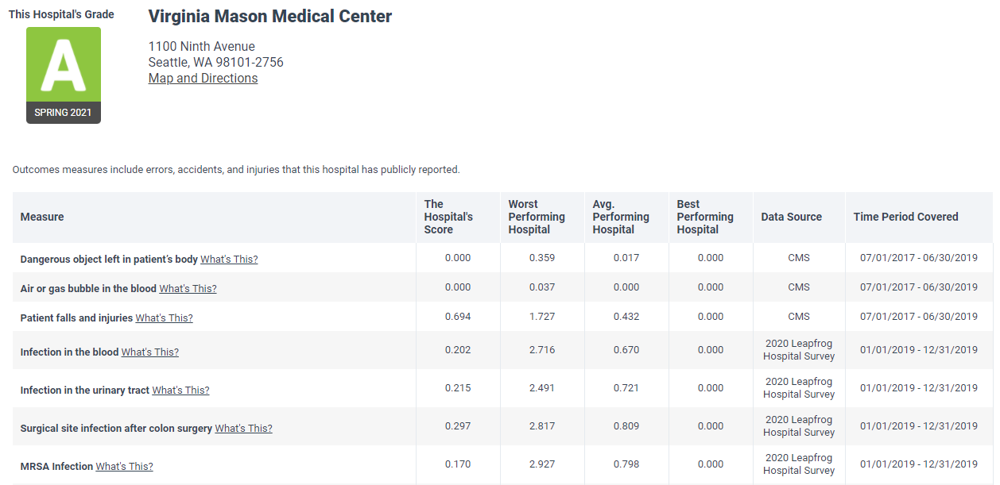 This Hospital's Grade
A
SPRING 2021
Virginia Mason Medical Center
1100 Ninth Avenue
Seattle, WA 98101-2756
Map and Directions
Outcomes measures include errors, accidents, and injuries that this hospital has publicly reported.
Measure The Hospital's Score Worst Performing Hospital Avg. Performing Hospital Best Performing Hospital Data Source Time Period Covered
Dangerous object left in patient’s body What's This? 0.000 0.359 0.017 0.000 CMS 07/01/2017 - 06/30/2019
Air or gas bubble in the blood What's This? 0.000 0.037 0.000 0.000 CMS 07/01/2017 - 06/30/2019
Patient falls and injuries What's This? 0.694 1.727 0.432 0.000 CMS 07/01/2017 - 06/30/2019
Infection in the blood What's This? 0.202 2.716 0.670 0.000 2020 Leapfrog Hospital Survey 01/01/2019 - 12/31/2019
Infection in the urinary tract What's This? 0.215 2.491 0.721 0.000 2020 Leapfrog Hospital Survey 01/01/2019 - 12/31/2019
Surgical site infection after colon surgery What's This? 0.297 2.817 0.809 0.000 2020 Leapfrog Hospital Survey 01/01/2019 - 12/31/2019
MRSA Infection What's This? 0.170 2.927 0.798 0.000 2020 Leapfrog Hospital Survey 01/01/2019 - 12/31/2019